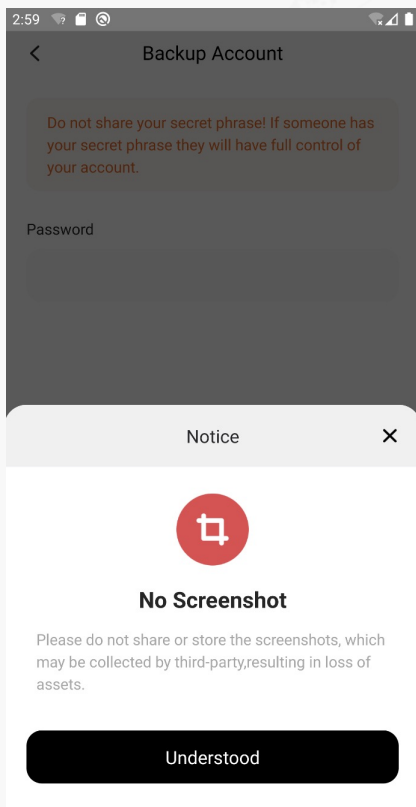 2:59
Backup Account
Do not share your secret phrase! If someone has
your secret phrase they will have full control of
your account.
Password
Notice
No Screenshot
Please do not share or store the screenshots, which
may be collected by third-party,resulting in loss of
assets.
Understood